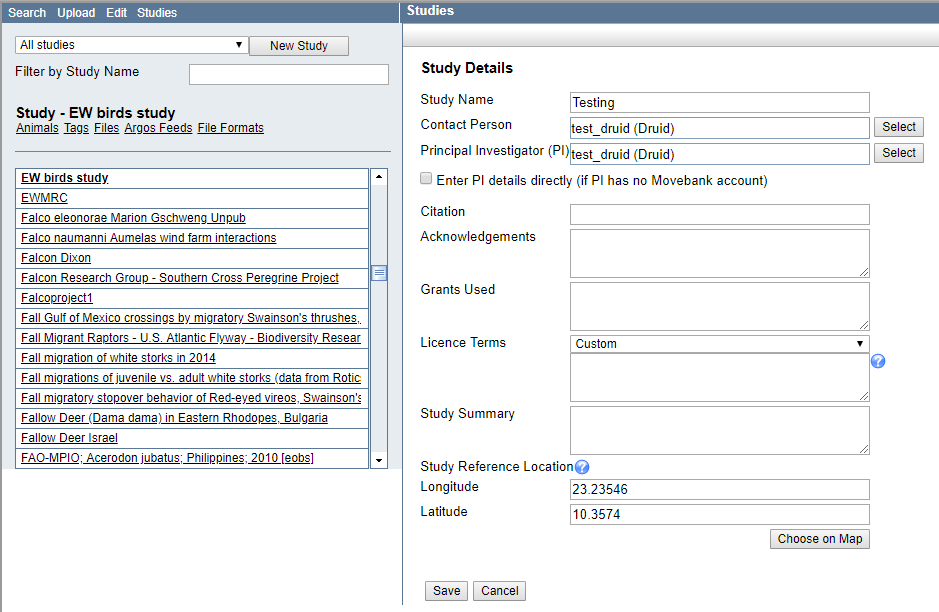 Search Upload Edit Studies
All studies
New Study
Filter by Study Name
Study - EW birds study
Animals Tags Files Argos Feeds File Formats
EW birds study
EWMRC
Falco eleonorae Marion Gschweng Unpub
Falco naumanni Aumelas wind farm interactions
Falcon Dixon
Falcon Research Group - Southern Cross Peregrine Project
Falcoproject1
Fall Gulf of Mexico crossings by migratory Swainson's thrushes,
Fall Migrant Raptors - U.S. Atlantic Flyway - Biodiversity Resear
Fall migration of white storks in 2014
Fall migrations of juvenile vs. adult white storks (data from Rotics
Fall migratory stopover behavior of Red-eyed vireos, Swainson's
Fallow Deer (Dama dama) in Eastern Rhodopes, Bulgaria
Fallow Deer Israel
FAO-MPIO; Acerodon jubatus; Philippines; 2010 [eobs]
Studies
Study Details
Study Name Testing
Contact Person test_druid (Druid) Select
Principal Investigator (PI) test_druid (Druid) Select
Enter PI details directly (if PI has no Movebank account)
Citation
Acknowledgements
Grants Used
Licence Terms Custom
?
Study Summary
Study Reference Location ?
Longitude 23.23546
Latitude 10.3574
Choose on Map
Save Cancel